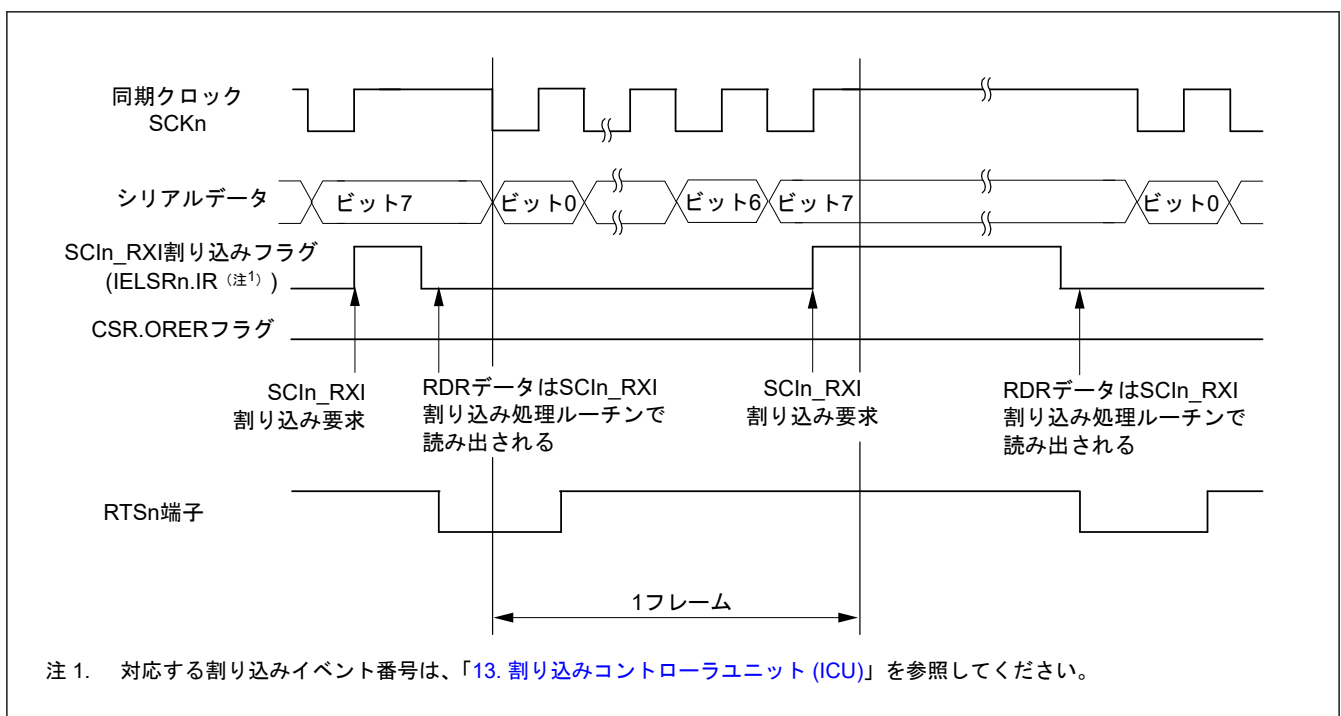 同期クロック
SCKn
シリアルデータ
ビット7
ビット0
ビット6
ビット7
ビット0
SCIn_RXI割り込みフラグ
(IELSRn.IR (注1) )
CSR.ORERフラグ
SCIn_RXI
割り込み要求
RDRデータはSCIn_RXI
割り込み処理ルーチンで
読み出される
SCIn_RXI
割り込み要求
RDRデータはSCIn_RXI
割り込み処理ルーチンで
読み出される
RTSn端子
1フレーム
注 1. 対応する割り込みイベント番号は、「13. 割り込みコントローラユニット (ICU)」を参照してください。